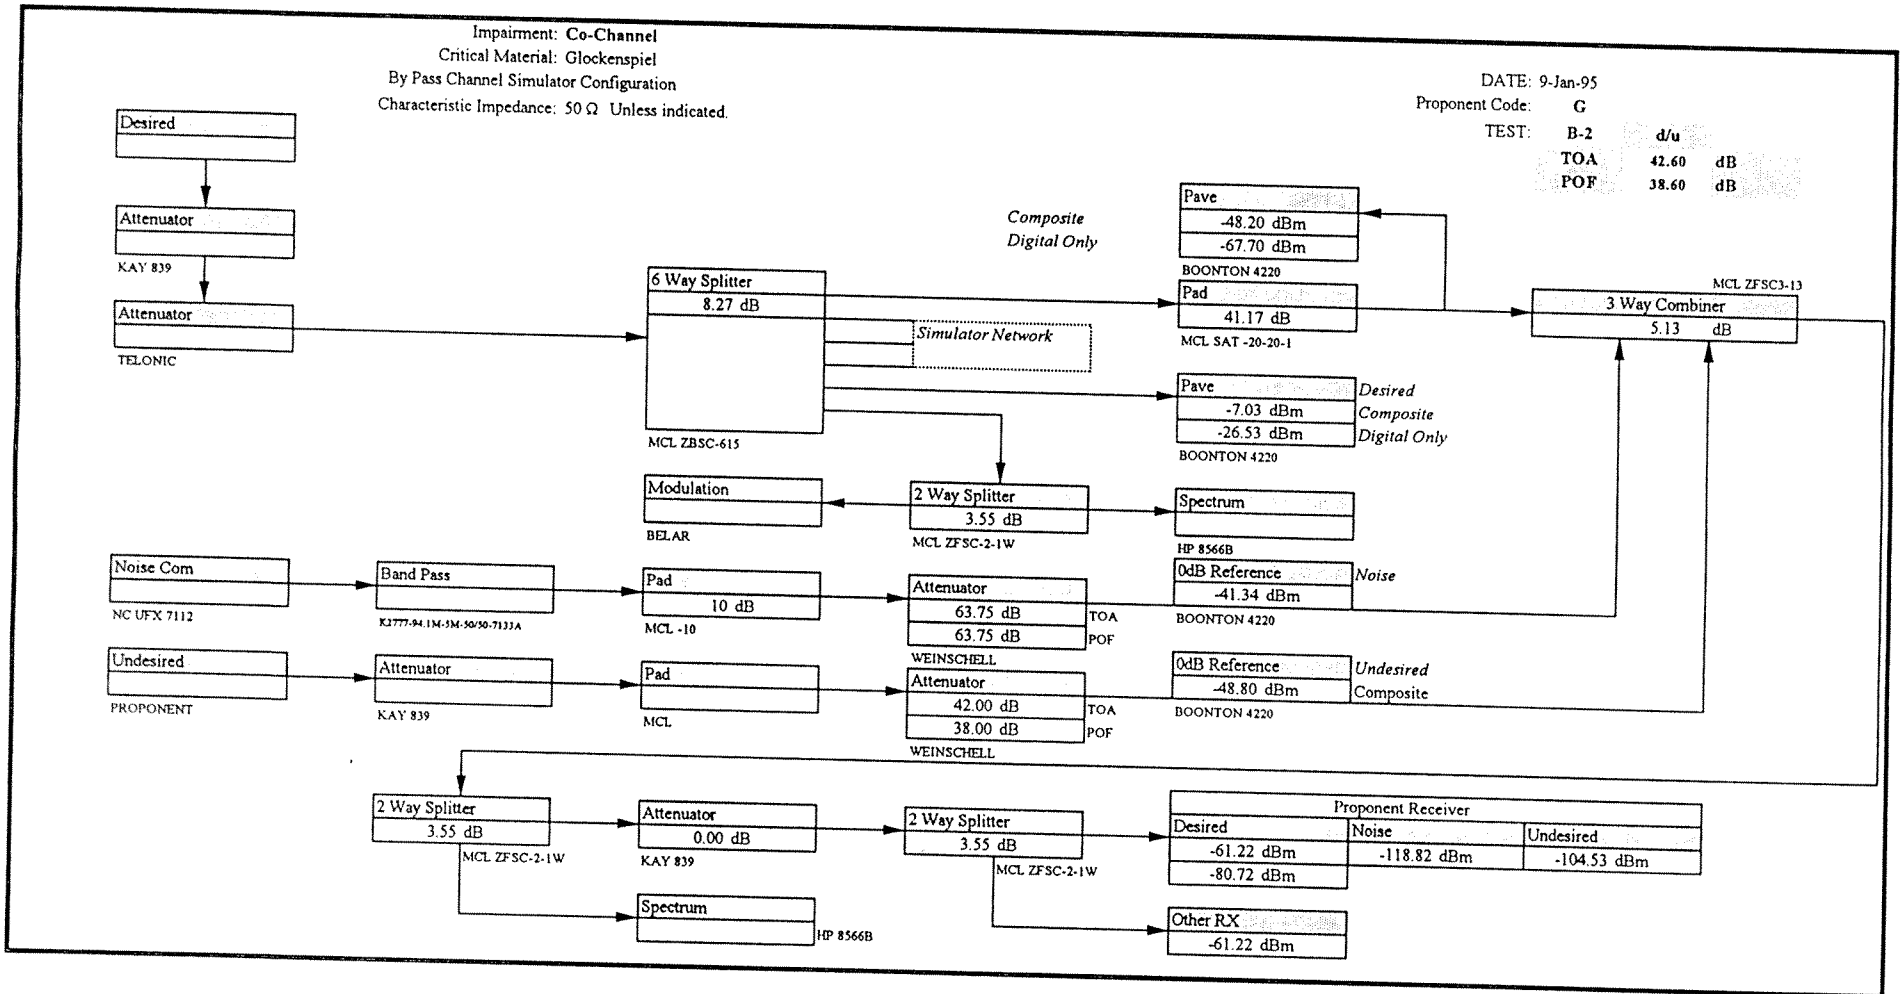 Impairment: Co-Channel
Critical Material: Glockenspiel
By Pass Channel Simulator Configuration
Characteristic Impedance: 50 Ω Unless indicated.
DATE: 9-Jan-95
Proponent Code: G
TEST: B-2 d/u
TOA 42.60 dB
POF 38.60 dB
Desired
Attenuator
KAY 839
Attenuator
TELONIC
6 Way Splitter
8.27 dB
MCL ZBSC-615
Simulator Network
Composite
Digital Only
Pave
-48.20 dBm
-67.70 dBm
BOONTON 4220
Pad
41.17 dB
MCL SAT -20-20-1
MCL ZFSC3-13
3 Way Combiner
5.13 dB
Pave
-7.03 dBm
-26.53 dBm
BOONTON 4220
Desired
Composite
Digital Only
Modulation
BELAR
2 Way Splitter
3.55 dB
MCL ZFSC-2-1W
Spectrum
HP 8566B
Noise Com
NC UFX 7112
Band Pass
K1777-94.1M-5M-50/50-7133A
Pad
10 dB
MCL -10
Attenuator
63.75 dB TOA
63.75 dB POF
WEINSCHELL
0dB Reference Noise
-41.34 dBm
BOONTON 4220
Undesired
PROPONENT
Attenuator
KAY 839
Pad
MCL
Attenuator
42.00 dB TOA
38.00 dB POF
WEINSCHELL
0dB Reference Undesired
-48.80 dBm Composite
BOONTON 4220
2 Way Splitter
3.55 dB
MCL ZFSC-2-1W
Attenuator
0.00 dB
KAY 839
2 Way Splitter
3.55 dB
MCL ZFSC-2-1W
Proponent Receiver
Desired Noise Undesired
-61.22 dBm -118.82 dBm -104.53 dBm
-80.72 dBm
Spectrum
HP 8566B
Other RX
-61.22 dBm